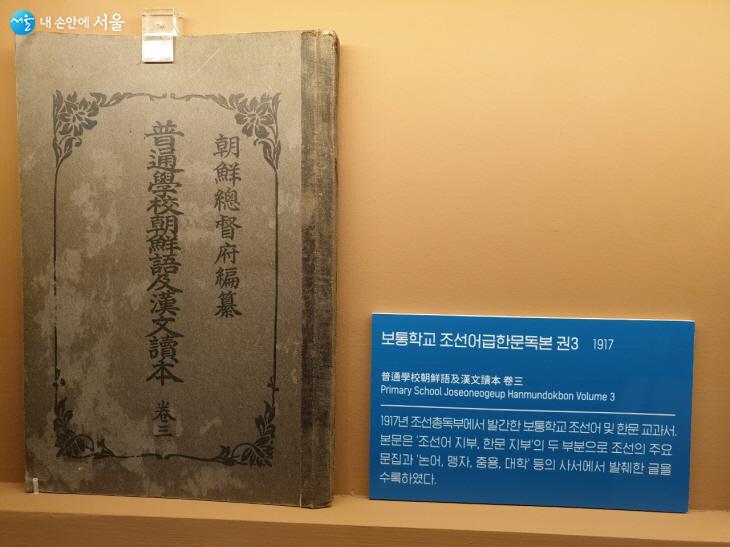 내 손안에 서울
朝鮮總督府編纂
普通學校朝鮮語及漢文讀本 卷三
보통학교 조선어급한문독본 권3 1917
普通學校朝鮮語及漢文讀本 卷三
Primary School Joseoneogeup Hanmundokbon Volume 3
1917년 조선총독부에서 발간한 보통학교 조선어 및 한문 교과서.
본문은 '조선어 지부, 한문 지부'의 두 부분으로 조선의 주요
문집과 '논어, 맹자, 중용, 대학' 등의 사서에서 발췌한 글을
수록하였다.